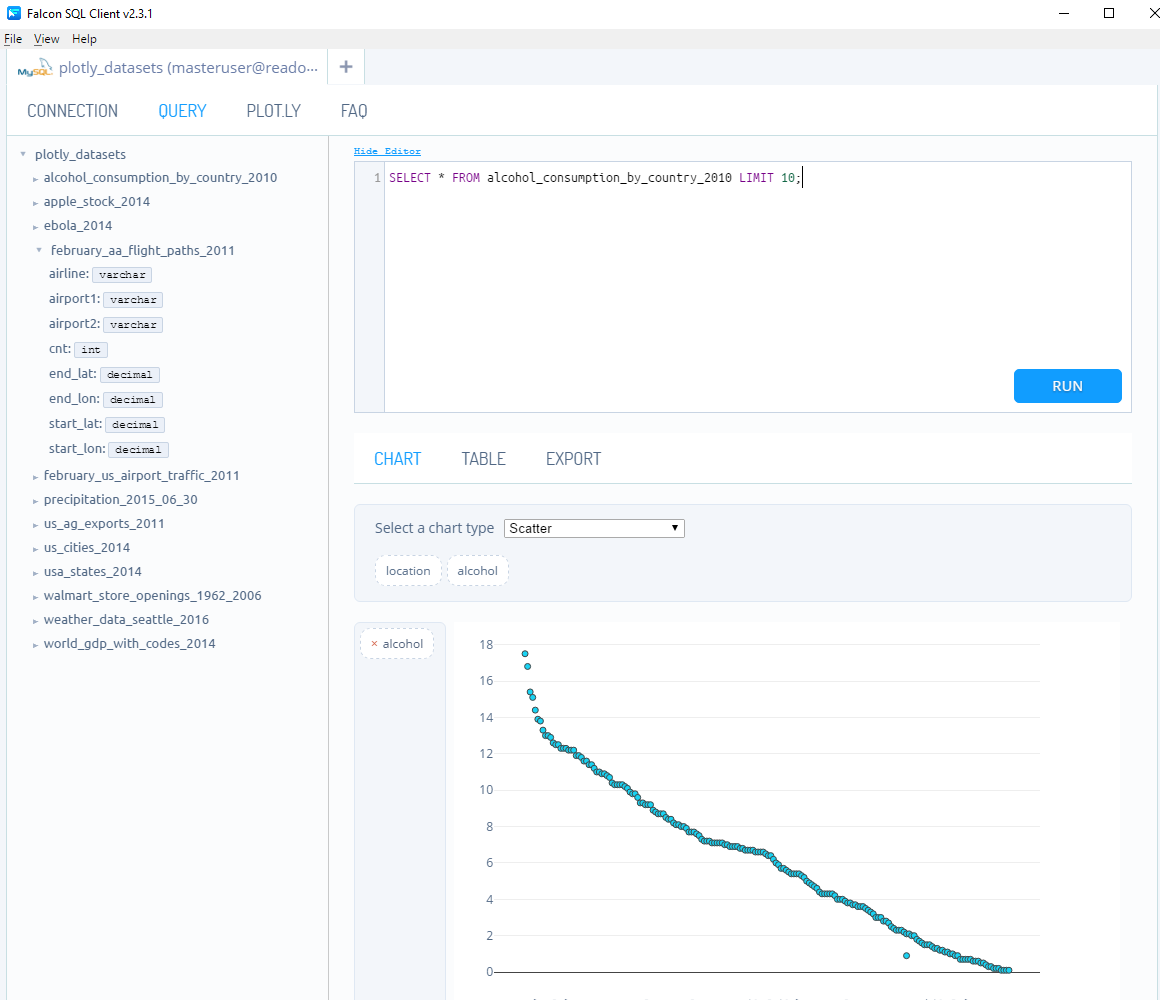 Falcon SQL Client v2.3.1
File View Help
MySQL plotly_datasets (masteruser@reado··· +
CONNECTION QUERY PLOT.LY FAQ
plotly_datasets
alcohol_consumption_by_country_2010
apple_stock_2014
ebola_2014
february_aa_flight_paths_2011
airline: varchar
airport1: varchar
airport2: varchar
cnt: int
end_lat: decimal
end_lon: decimal
start_lat: decimal
start_lon: decimal
february_us_airport_traffic_2011
precipitation_2015_06_30
us_ag_exports_2011
us_cities_2014
usa_states_2014
walmart_store_openings_1962_2006
weather_data_seattle_2016
world_gdp_with_codes_2014
Hide Editor
1 SELECT * FROM alcohol_consumption_by_country_2010 LIMIT 10;
RUN
CHART TABLE EXPORT
Select a chart type Scatter
location alcohol
× alcohol
18
16
14
12
10
8
6
4
2
0